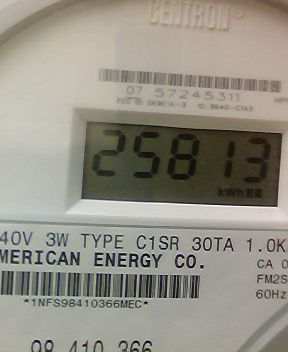 CENTRON®
07 57245311
25813
kWh
40V 3W TYPE C1SR 30TA 1.0K
MERICAN ENERGY CO.
CA 0
*1NFS98410366MEC*
FM2S
60Hz
98 410 366